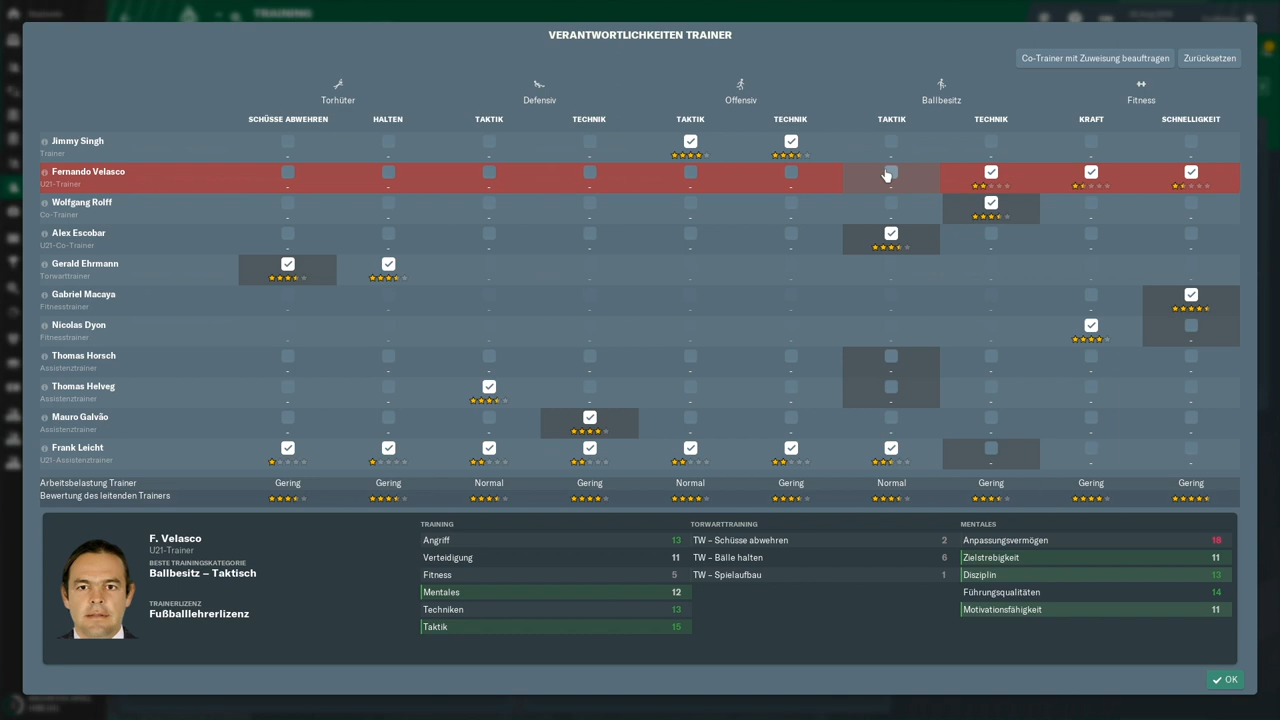 TRAINING
VERANTWORTLICHKEITEN TRAINER
Co-Trainer mit Zuweisung beauftragen Zurücksetzen
Torhüter Defensiv Offensiv Ballbesitz Fitness
SCHÜSSE ABWEHREN HALTEN TAKTIK TECHNIK TAKTIK TECHNIK TAKTIK TECHNIK KRAFT SCHNELLIGKEIT
Jimmy Singh
Trainer - - - - - - - -
Fernando Velasco
U21-Trainer - - - - - - -
Wolfgang Rolff
Co-Trainer - - - - - - - - -
Alex Escobar
U21-Co-Trainer - - - - - - - - -
Gerald Ehrmann
Torwarttrainer - - - - - - - -
Gabriel Macaya
Fitnesstrainer - - - - - - - - -
Nicolas Dyon
Fitnesstrainer - - - - - - - - -
Thomas Horsch
Assistenztrainer - - - - - - - - - -
Thomas Helveg
Assistenztrainer - - - - - - - - -
Mauro Galvão
Assistenztrainer - - - - - - - - -
Frank Leicht
U21-Assistenztrainer - - -
Arbeitsbelastung Trainer Gering Gering Normal Gering Normal Gering Normal Gering Gering Gering
Bewertung des leitenden Trainers
F. Velasco
U21-Trainer
BESTE TRAININGSKATEGORIE
Ballbesitz – Taktisch
TRAINERLIZENZ
Fußballlehrerlizenz
TRAINING
Angriff 13
Verteidigung 11
Fitness 5
Mentales 12
Techniken 13
Taktik 15
TORWARTTRAINING
TW – Schüsse abwehren 2
TW – Bälle halten 6
TW – Spielaufbau 1
MENTALES
Anpassungsvermögen 18
Zielstrebigkeit 11
Disziplin 13
Führungsqualitäten 14
Motivationsfähigkeit 11
OK